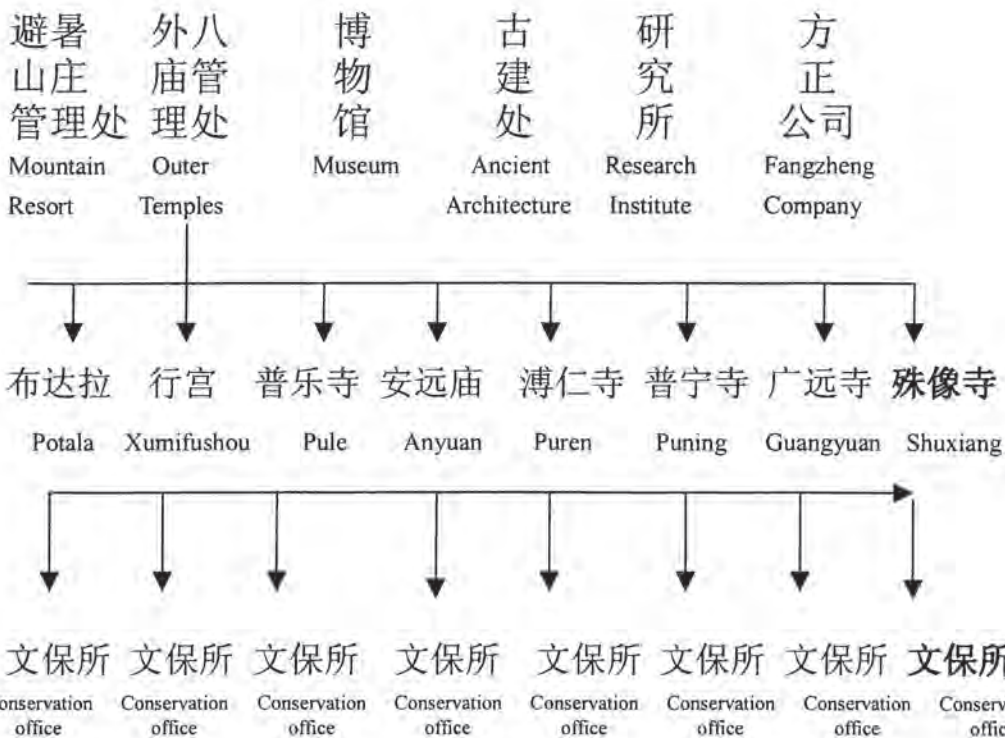 避暑 外八 博 古 研 方
山庄 庙管 物 建 究 正
管理处 理处 馆 处 所 公司
Mountain Outer Museum Ancient Research Fangzheng
Resort Temples Architecture Institute Company
布达拉 行宫 普乐寺 安远庙 溥仁寺 普宁寺 广远寺 殊像寺
Potala Xumifushou Pule Anyuan Puren Puning Guangyuan Shuxiang
文保所 文保所 文保所 文保所 文保所 文保所 文保所 文保所
onservation Conservation Conservation Conservation Conservation Conservation Conservation Conserva
office office office office office office office offic